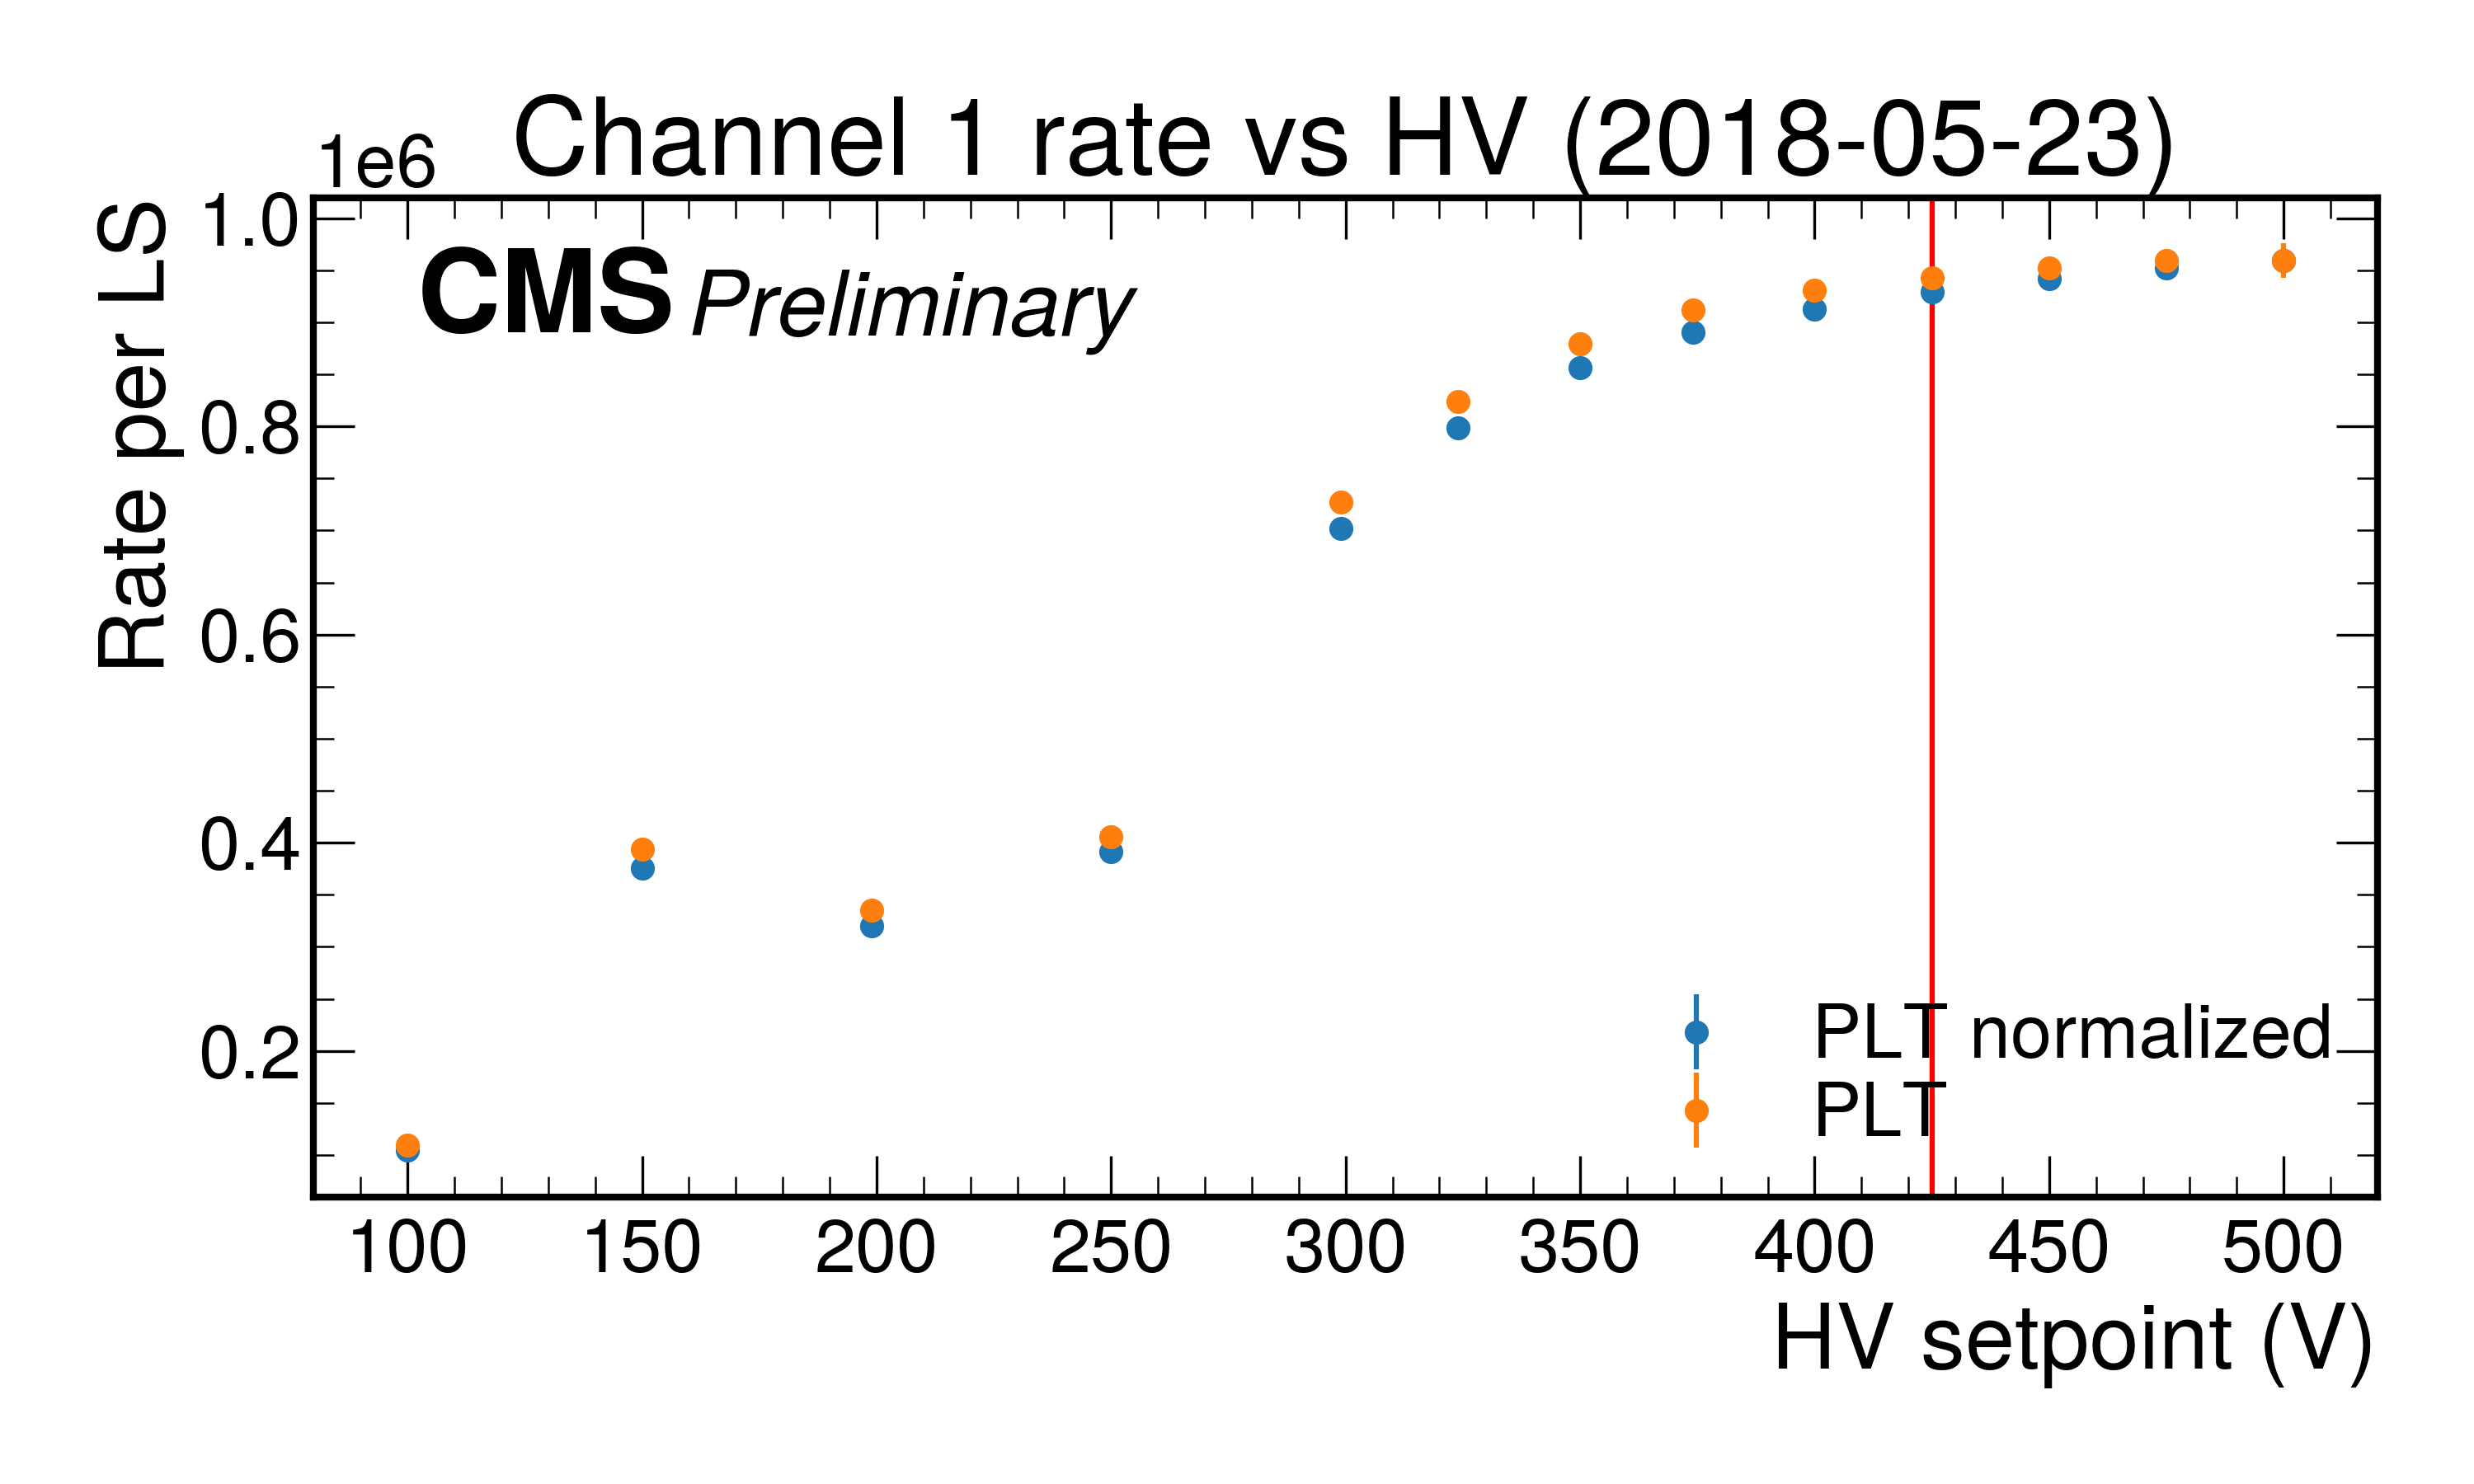 Channel 1 rate vs HV (2018-05-23)
1e6
CMS Preliminary
Rate per LS
1.0
0.8
0.6
0.4
0.2
PLT normalized
PLT
100 150 200 250 300 350 400 450 500
HV setpoint (V)